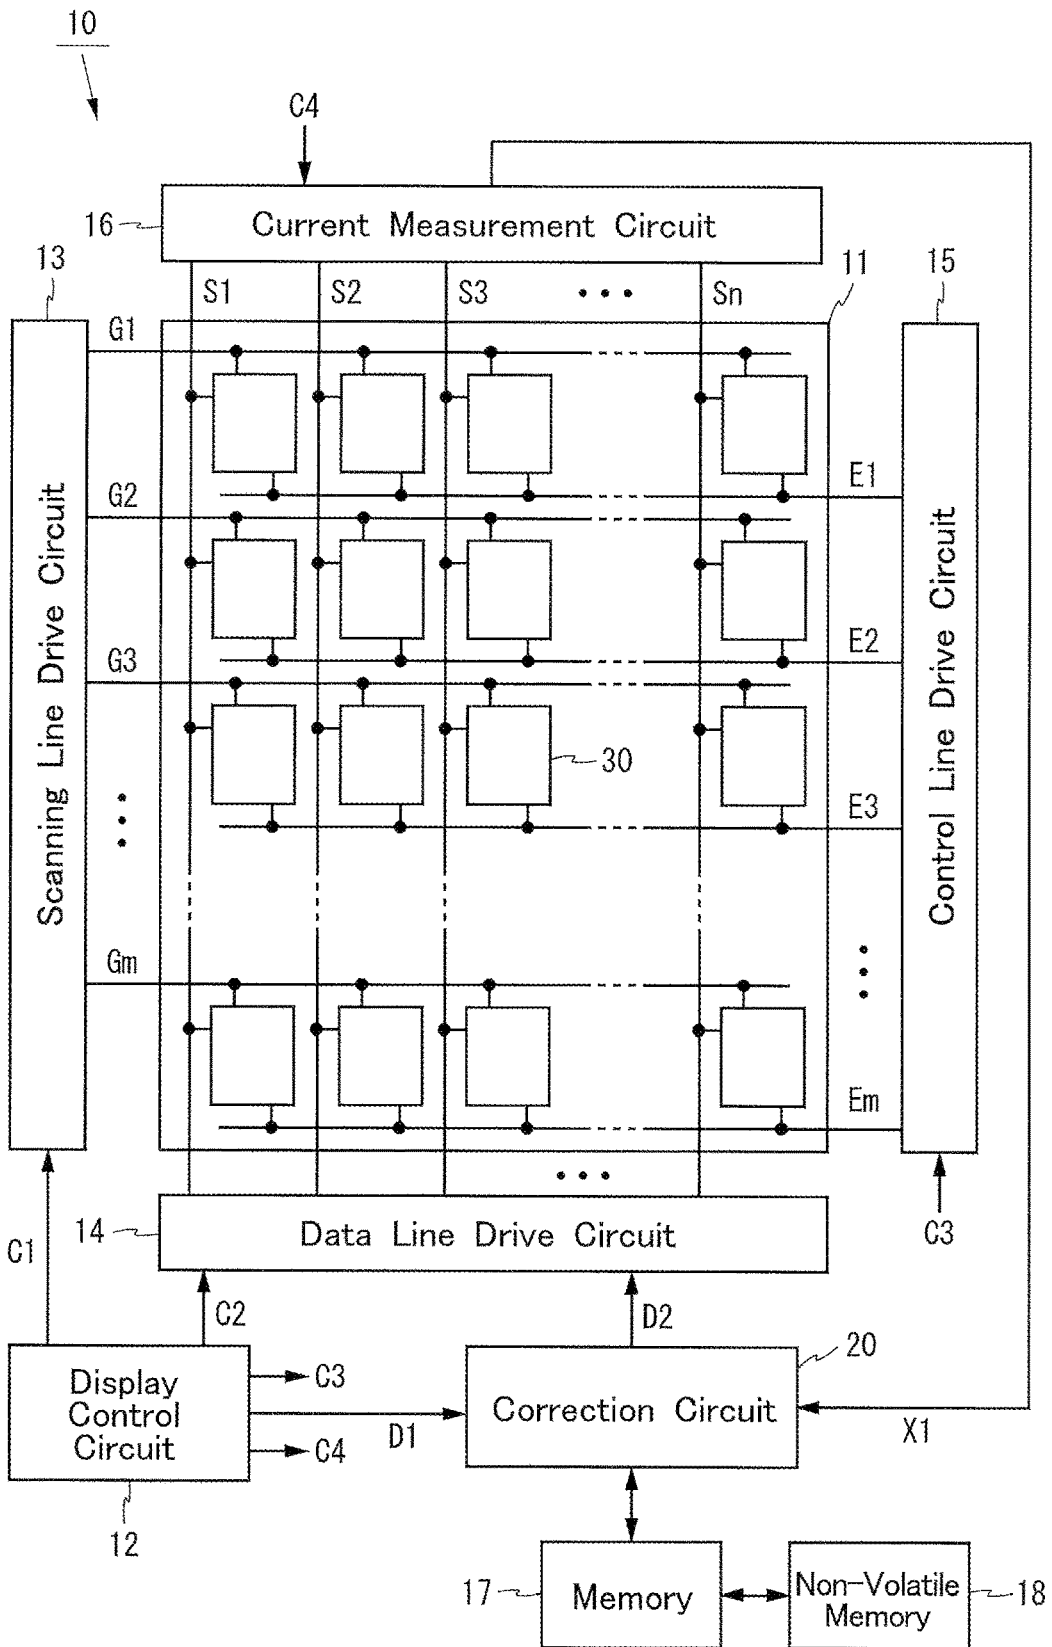 10
C4
16
Current Measurement Circuit
13
11
15
S1
S2
S3
• • •
Sn
G1
E1
G2
E2
G3
30
E3
Scanning Line Drive Circuit
Control Line Drive Circuit
Gm
Em
14
Data Line Drive Circuit
C1
C2
D2
C3
20
Display
Control
Circuit
C3
D1
C4
Correction Circuit
X1
12
17
Memory
Non-Volatile
Memory
18